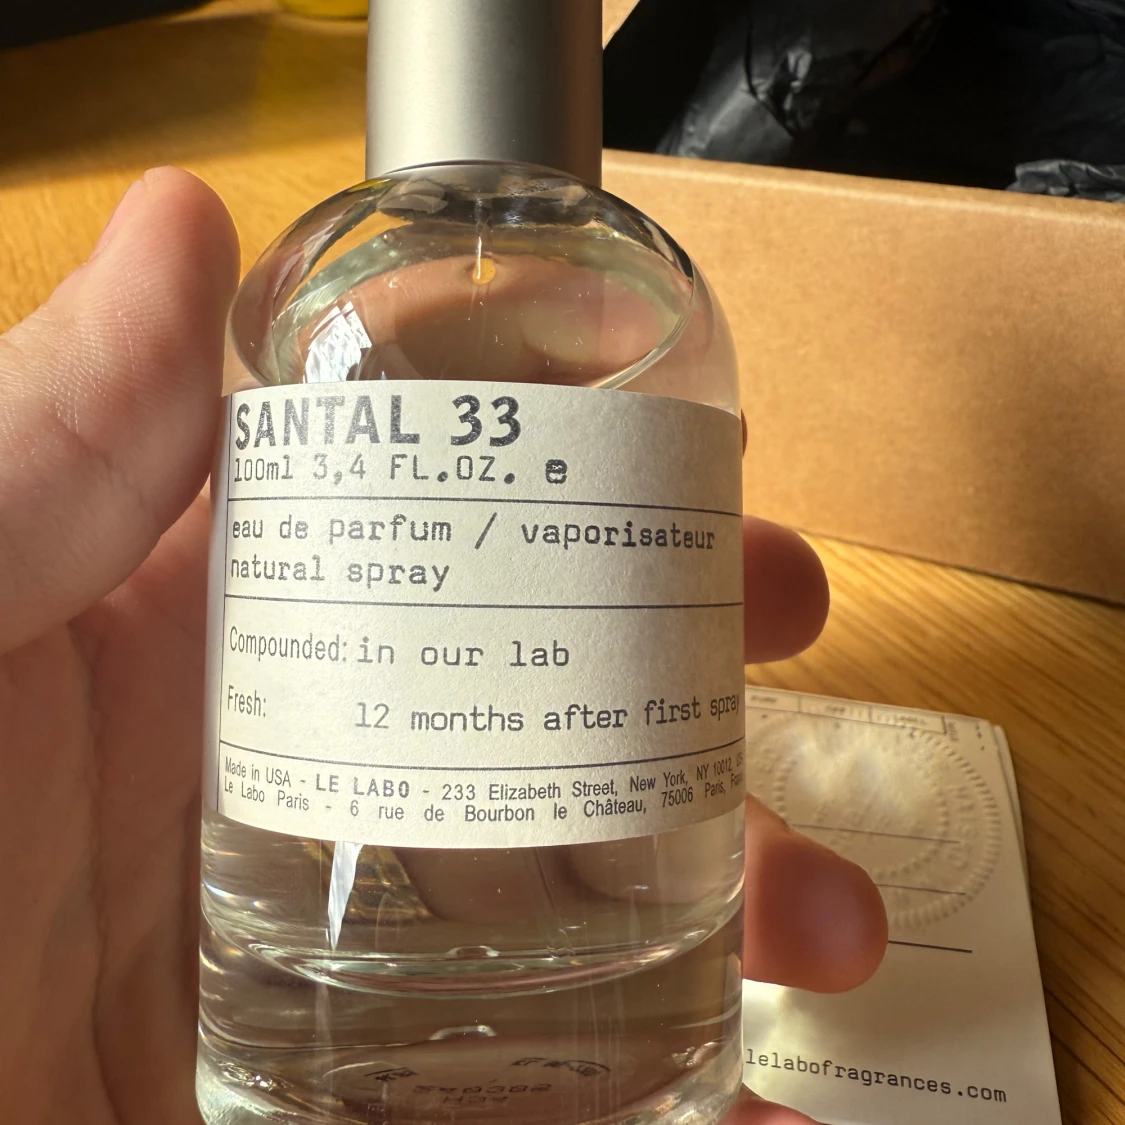 SANTAL 33
100ml 3,4 FL.OZ. e
eau de parfum / vaporisateur
natural spray
Compounded: in our lab
Fresh: 12 months after first spray
Made in USA - LE LABO - 233 Elizabeth Street, New York, NY 10012,
Le Labo Paris - 6 rue de Bourbon le Château, 75006 Paris,
lelabofragrances.com